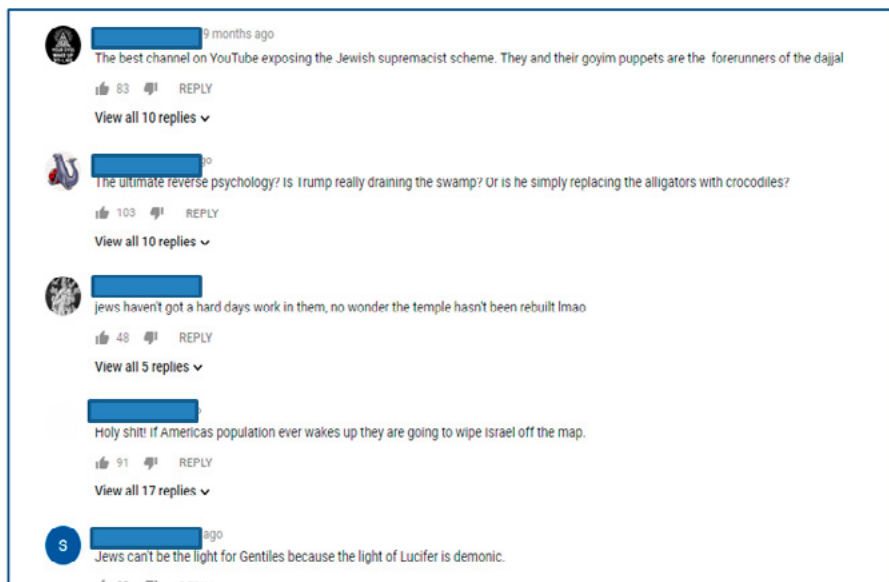 9 months ago
The best channel on YouTube exposing the Jewish supremacist scheme. They and their goyim puppets are the forerunners of the dajjal
83 REPLY
View all 10 replies
go
The ultimate reverse psychology? Is Trump really draining the swamp? Or is he simply replacing the alligators with crocodiles?
103 REPLY
View all 10 replies
jews haven't got a hard days work in them, no wonder the temple hasn't been rebuilt lmao
48 REPLY
View all 5 replies
Holy shit! If Americas population ever wakes up they are going to wipe Israel off the map.
91 REPLY
View all 17 replies
S
ago
Jews can't be the light for Gentiles because the light of Lucifer is demonic.